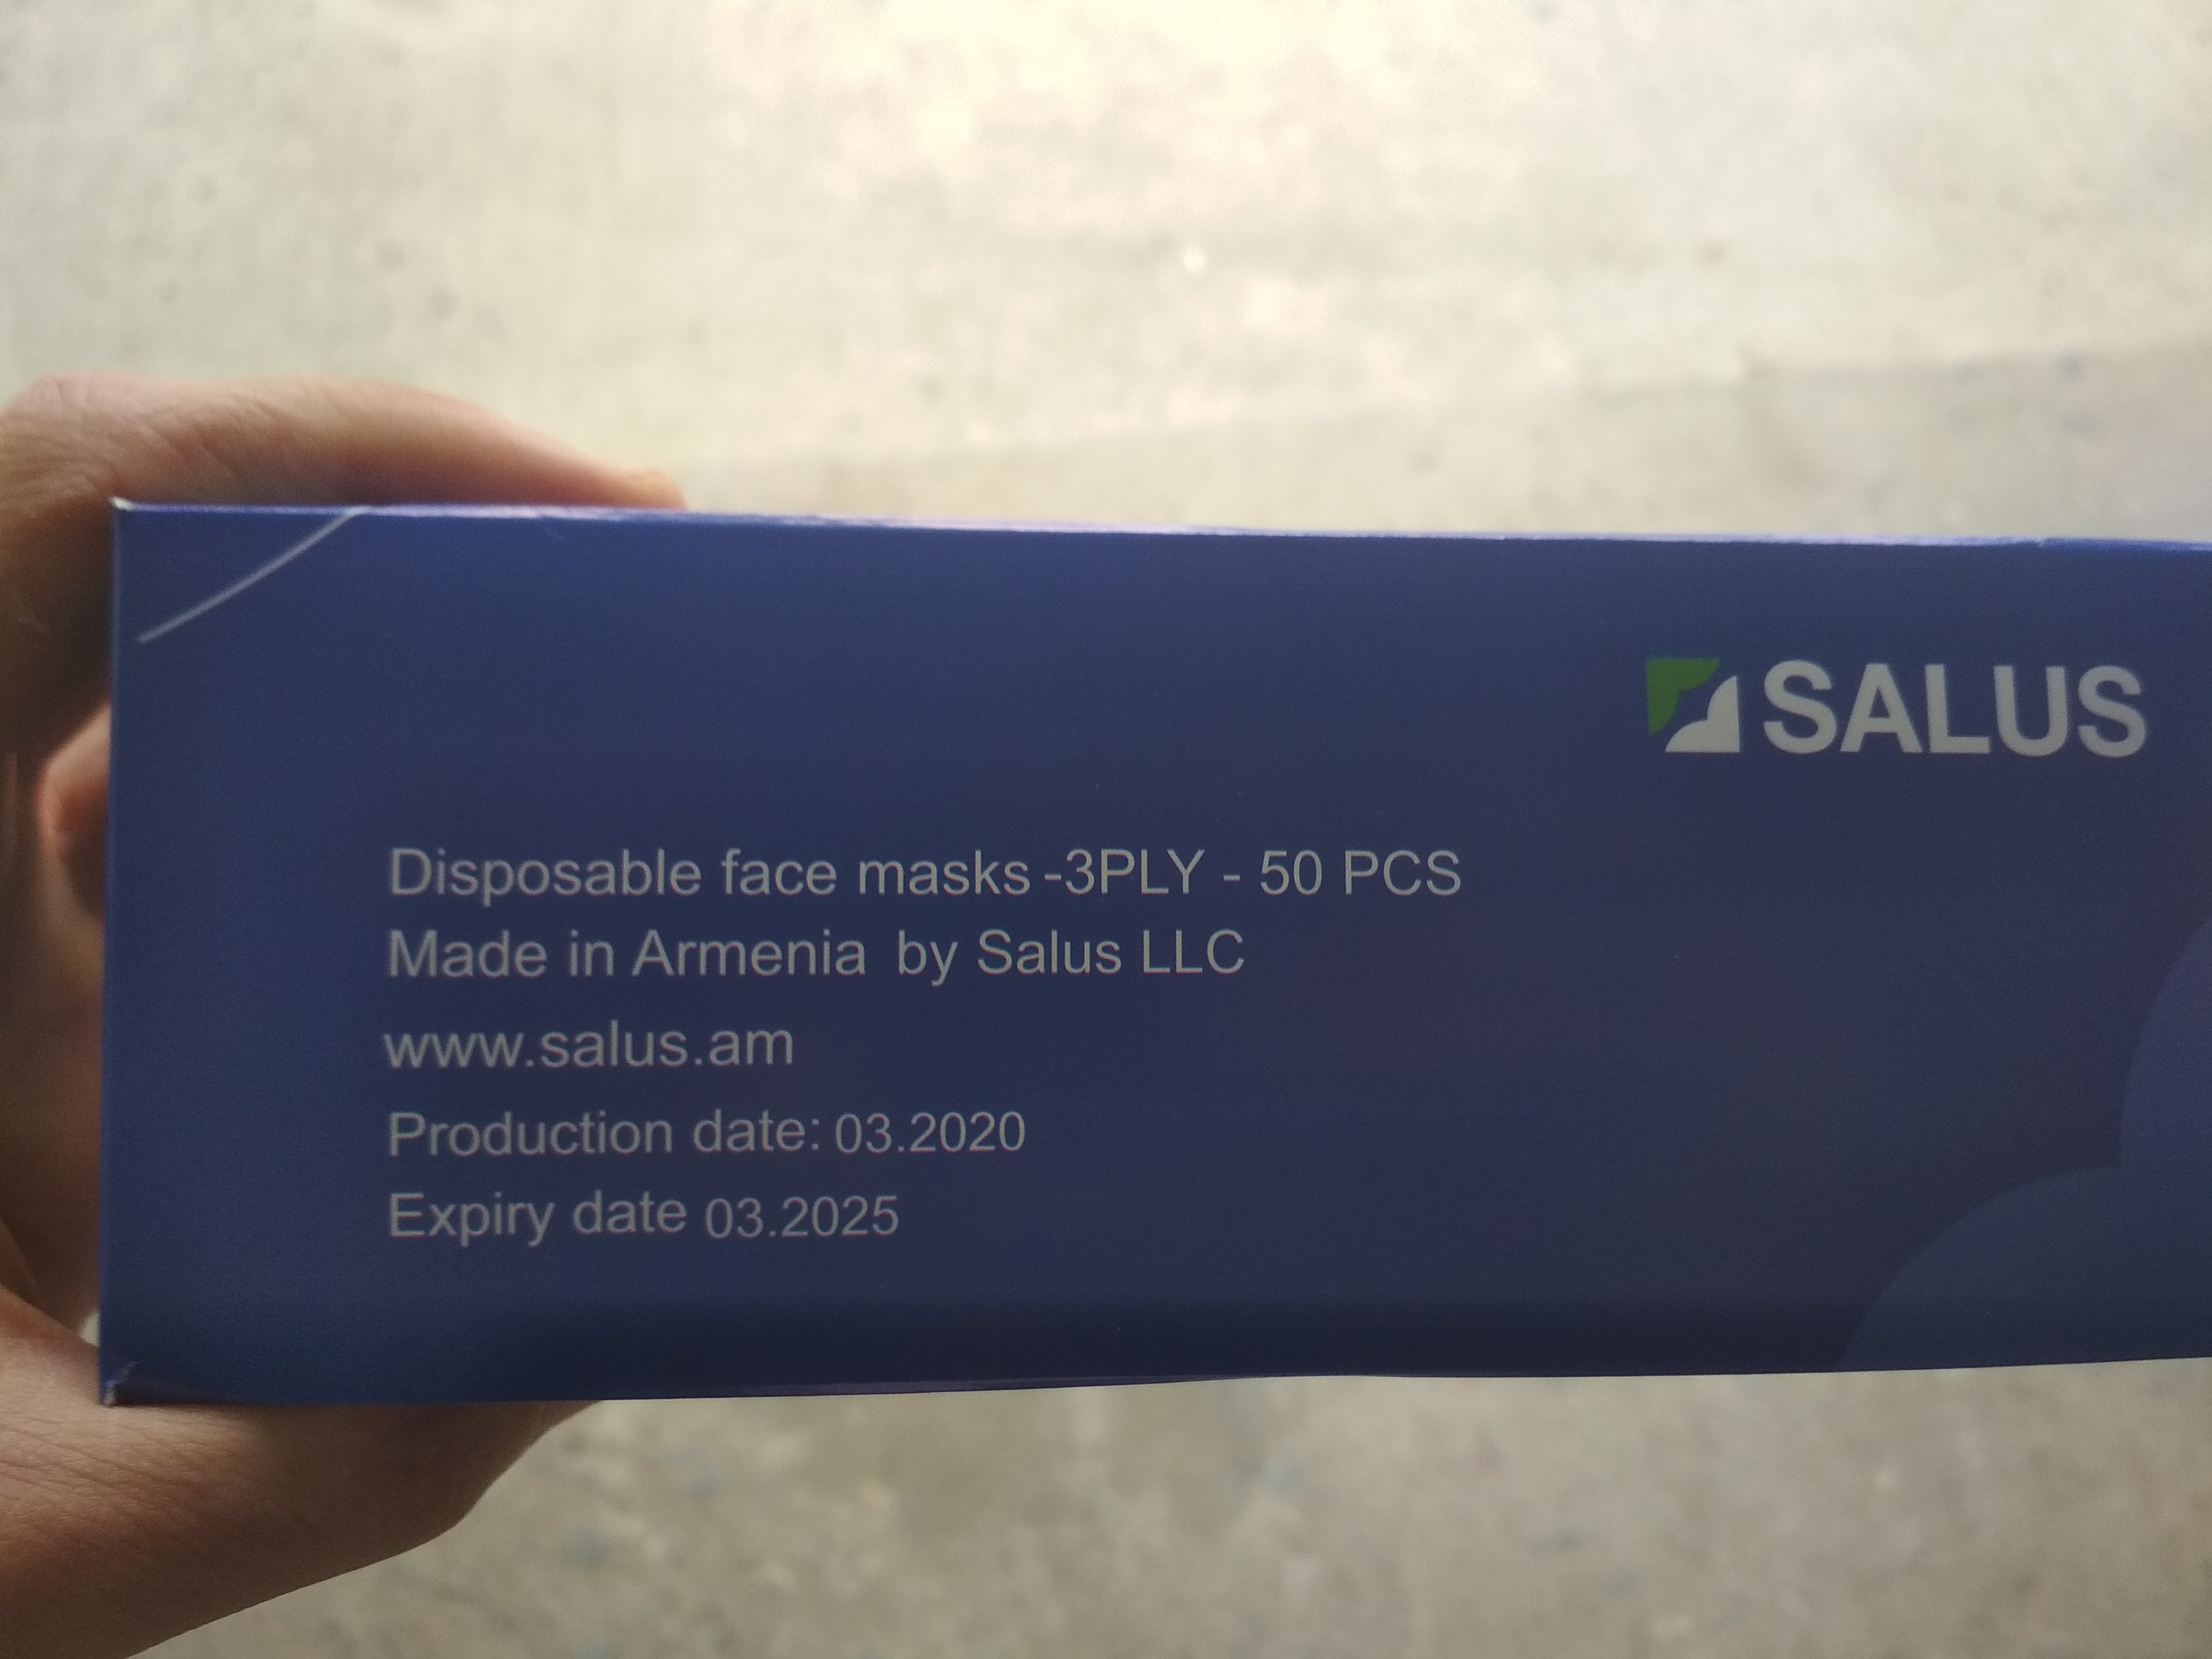 SALUS
Disposable face masks -3PLY - 50 PCS
Made in Armenia by Salus LLC
www.salus.am
Production date: 03.2020
Expiry date 03.2025